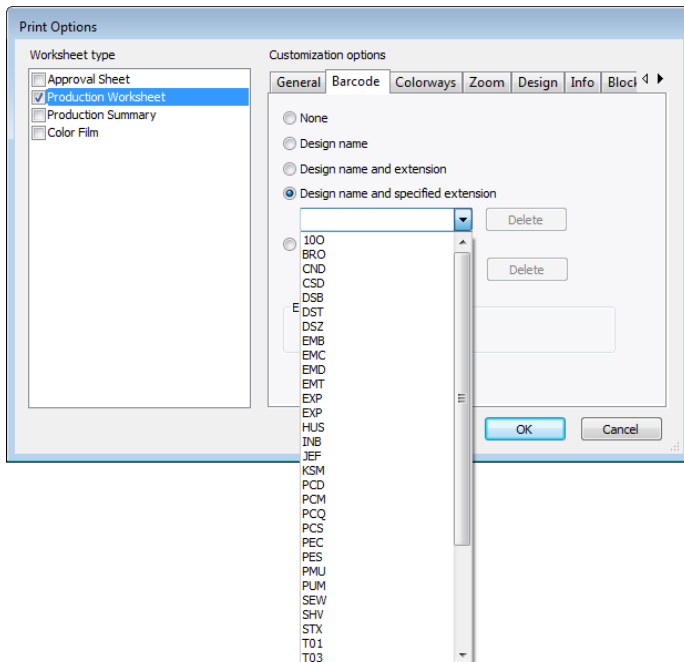 Print Options
Worksheet type
Approval Sheet
Production Worksheet
Production Summary
Color Film
Customization options
General Barcode Colorways Zoom Design Info Block
None
Design name
Design name and extension
Design name and specified extension
Delete
10O
BRO
CND
CSD
DSB
DST
DSZ
EMB
EMC
EMD
EMT
EXP
EXP
HUS
INB
JEF
KSM
PCD
PCM
PCQ
PCS
PEC
PES
PMU
PUM
SEW
SHV
STX
T01
T03
Delete
E
OK Cancel